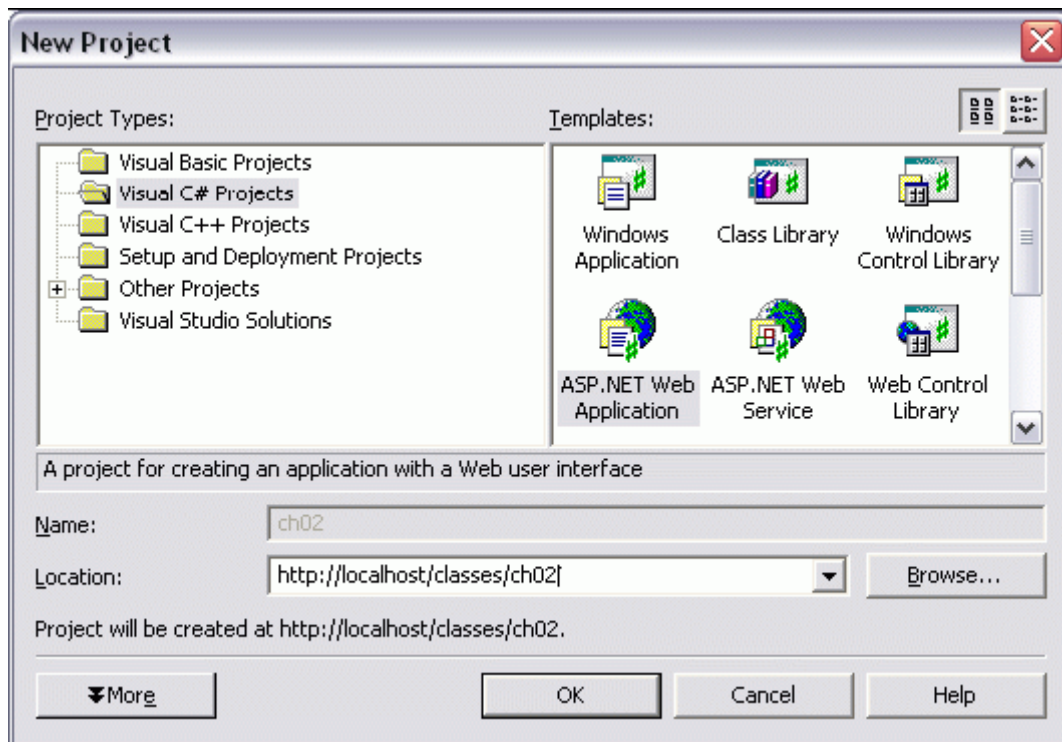 New Project
Project Types:
Templates:
Visual Basic Projects
Visual C# Projects
Visual C++ Projects
Setup and Deployment Projects
Other Projects
Visual Studio Solutions
Windows
Application
Class Library
Windows
Control Library
ASP.NET Web
Application
ASP.NET Web
Service
Web Control
Library
A project for creating an application with a Web user interface
Name:
ch02
Location:
http://localhost/classes/ch02
Browse...
Project will be created at http://localhost/classes/ch02.
More
OK
Cancel
Help